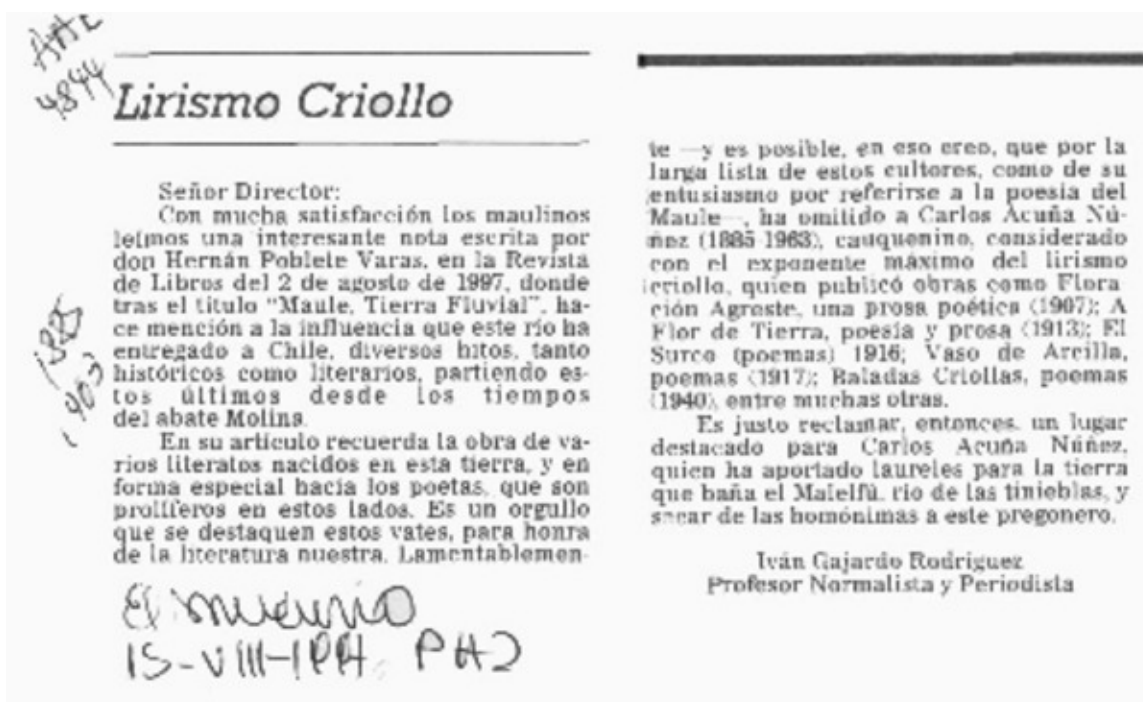 AAE
4844
Lirismo Criollo
Señor Director:
Con mucha satisfacción los maulinos
leímos una interesante nota escrita por
don Hernán Poblete Varas, en la Revista
de Libros del 2 de agosto de 1997, donde
tras el título "Maule, Tierra Fluvial", ha-
ce mención a la influencia que este río ha
entregado a Chile, diversos hitos, tanto
históricos como literarios, partiendo es-
tos últimos desde los tiempos
del abate Molina.
En su artículo recuerda la obra de va-
rios literatos nacidos en esta tierra, y en
forma especial hacia los poetas, que son
prolíferos en estos lados. Es un orgullo
que se destaquen estos vates, para honra
de la literatura nuestra. Lamentablemen-
El Mercurio
15-VIII-1997. P A2
te —y es posible, en eso creo, que por la
larga lista de estos cultores, como de su
entusiasmo por referirse a la poesía del
Maule—, ha omitido a Carlos Acuña Nú-
ñez (1885-1963), cauquenino, considerado
con el exponente máximo del lirismo
criollo, quien publicó obras como Flora-
ción Agreste, una prosa poética (1907); A
Flor de Tierra, poesía y prosa (1913); El
Surco (poemas) 1916; Vaso de Arcilla,
poemas (1917); Baladas Criollas, poemas
(1940), entre muchas otras.
Es justo reclamar, entonces, un lugar
destacado para Carlos Acuña Núñez,
quien ha aportado laureles para la tierra
que baña el Malelfú, río de las tinieblas, y
sacar de las homónimas a este pregonero.
Iván Gajardo Rodríguez
Profesor Normalista y Periodista